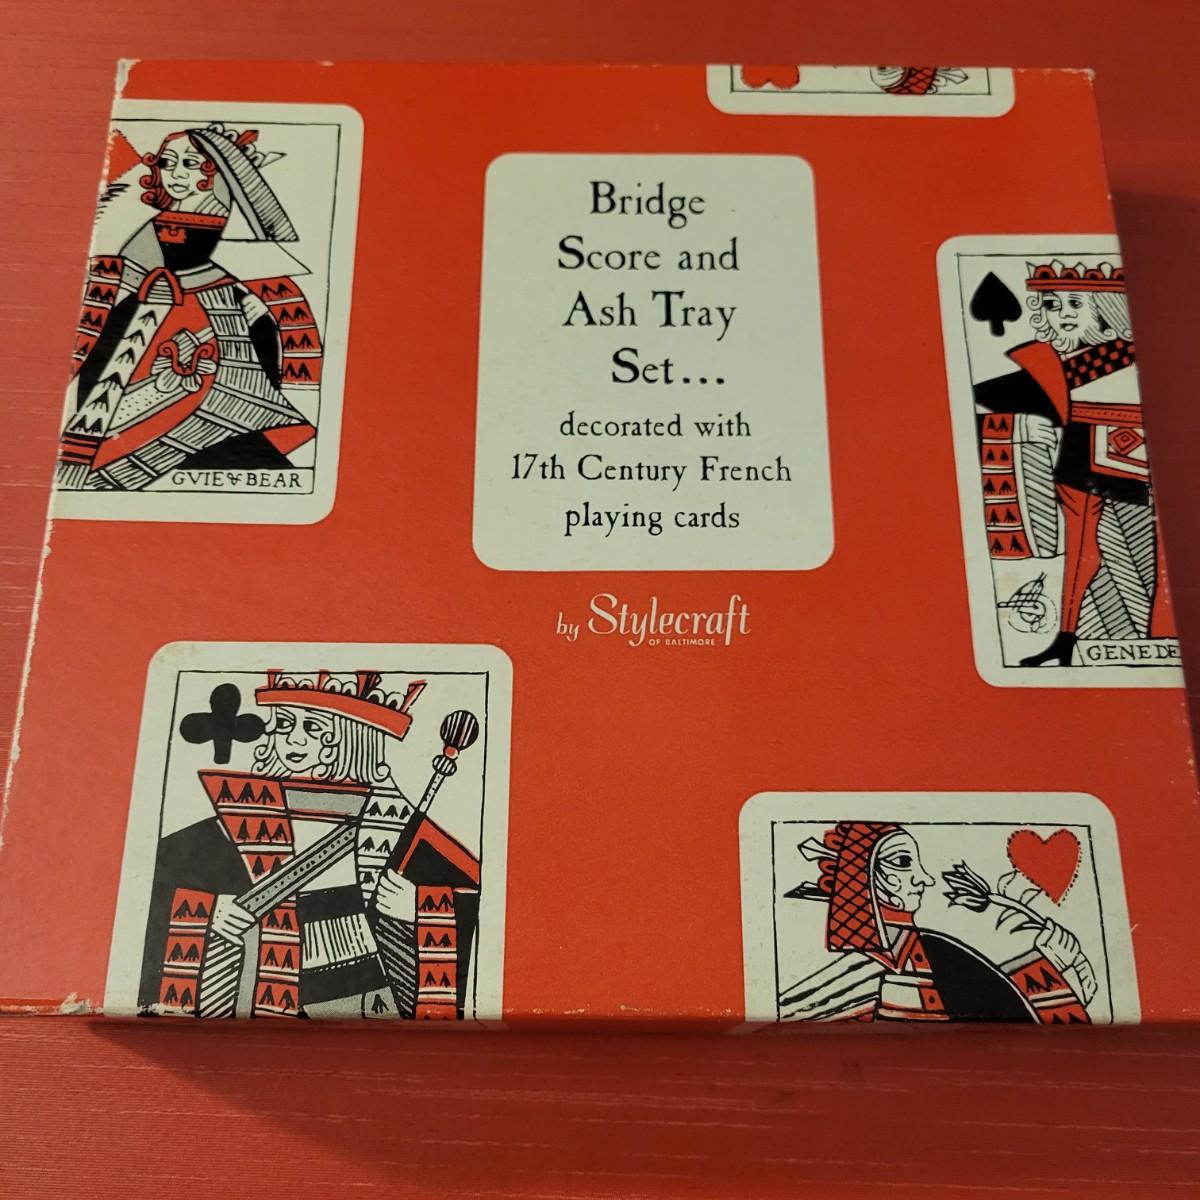 Bridge
Score and
Ash Tray
Set...
decorated with
17th Century French
playing cards
by Stylecraft
OF BALTIMORE
GVIE&BEAR
GENEDE